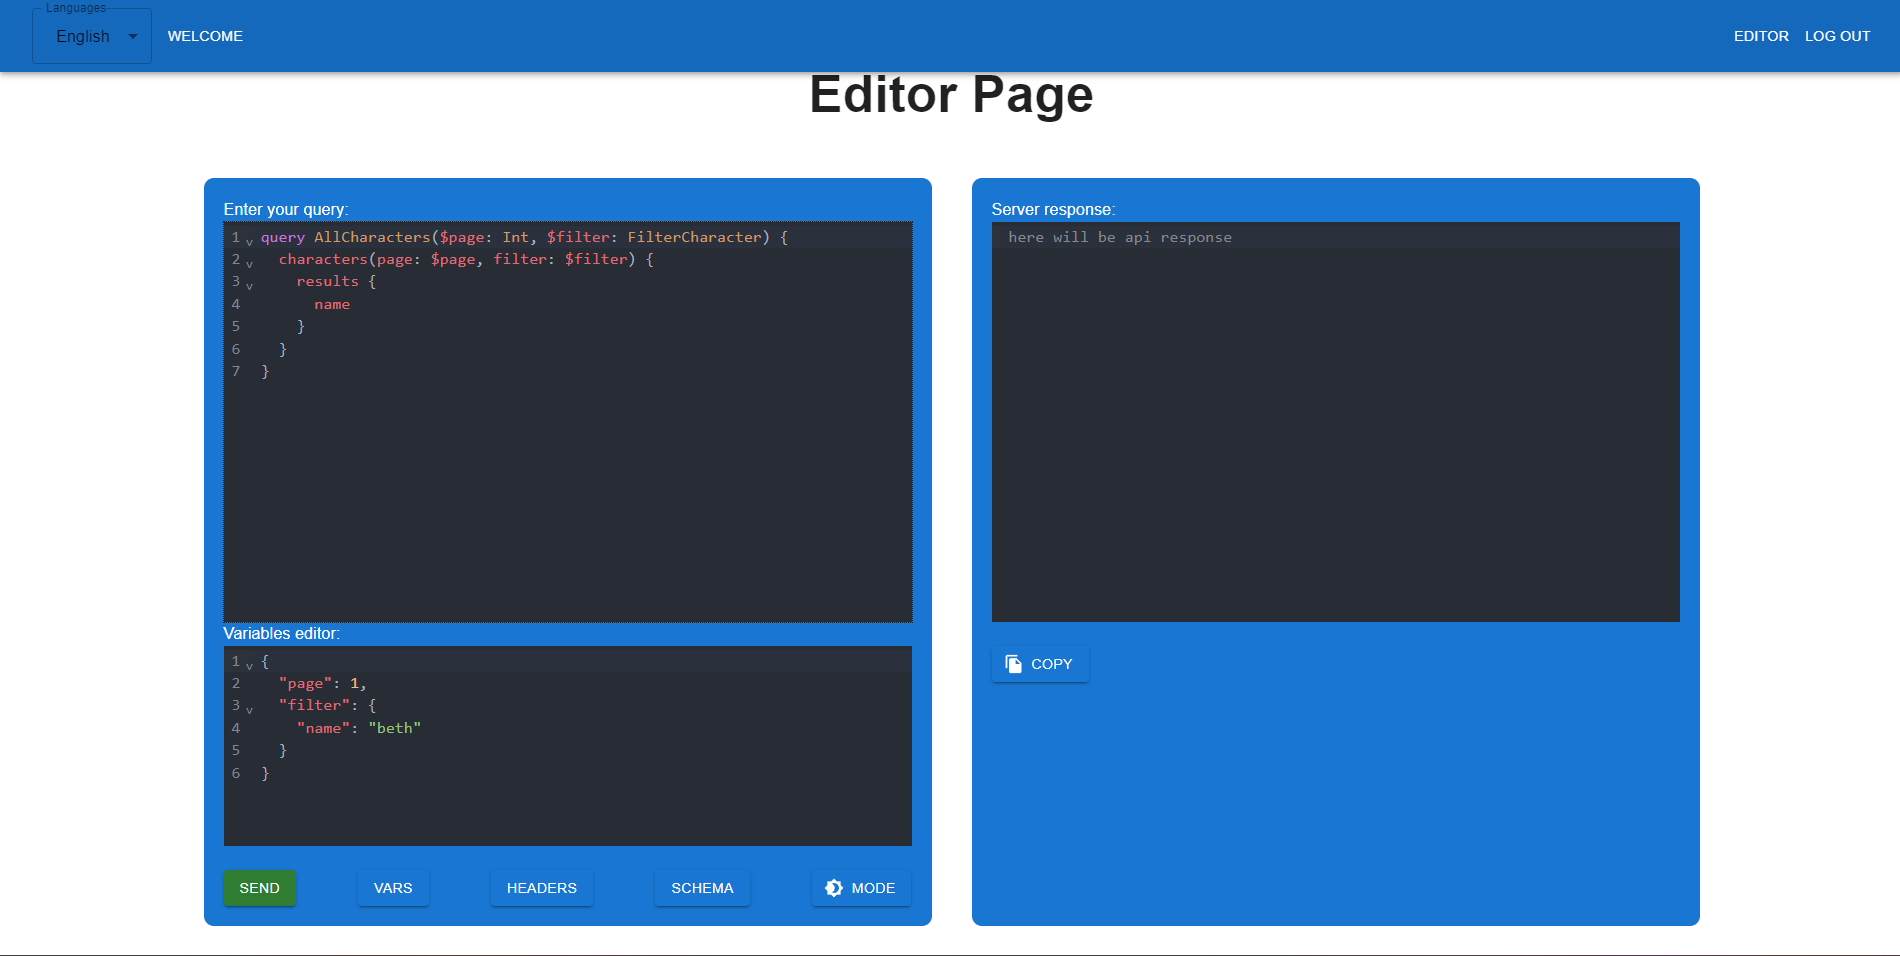 Languages
English
WELCOME
EDITOR
LOG OUT
Editor Page
Enter your query:
1 query AllCharacters($page: Int, $filter: FilterCharacter) {
2 characters(page: $page, filter: $filter) {
3 results {
4 name
5 }
6 }
7 }
Variables editor:
1 {
2 "page": 1,
3 "filter": {
4 "name": "beth"
5 }
6 }
SEND
VARS
HEADERS
SCHEMA
MODE
Server response:
here will be api response
COPY